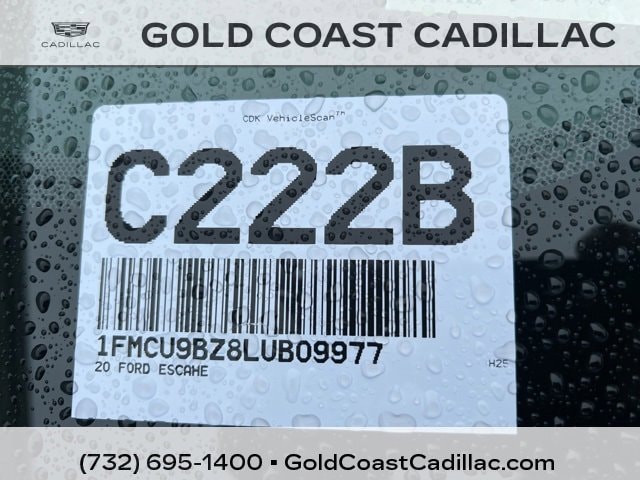 CADILLAC
GOLD COAST CADILLAC
CDK VehicleScan™
C222B
1FMCU9BZ8LUB09977
20 FORD ESCAHE
H25
(732) 695-1400 ▪ GoldCoastCadillac.com